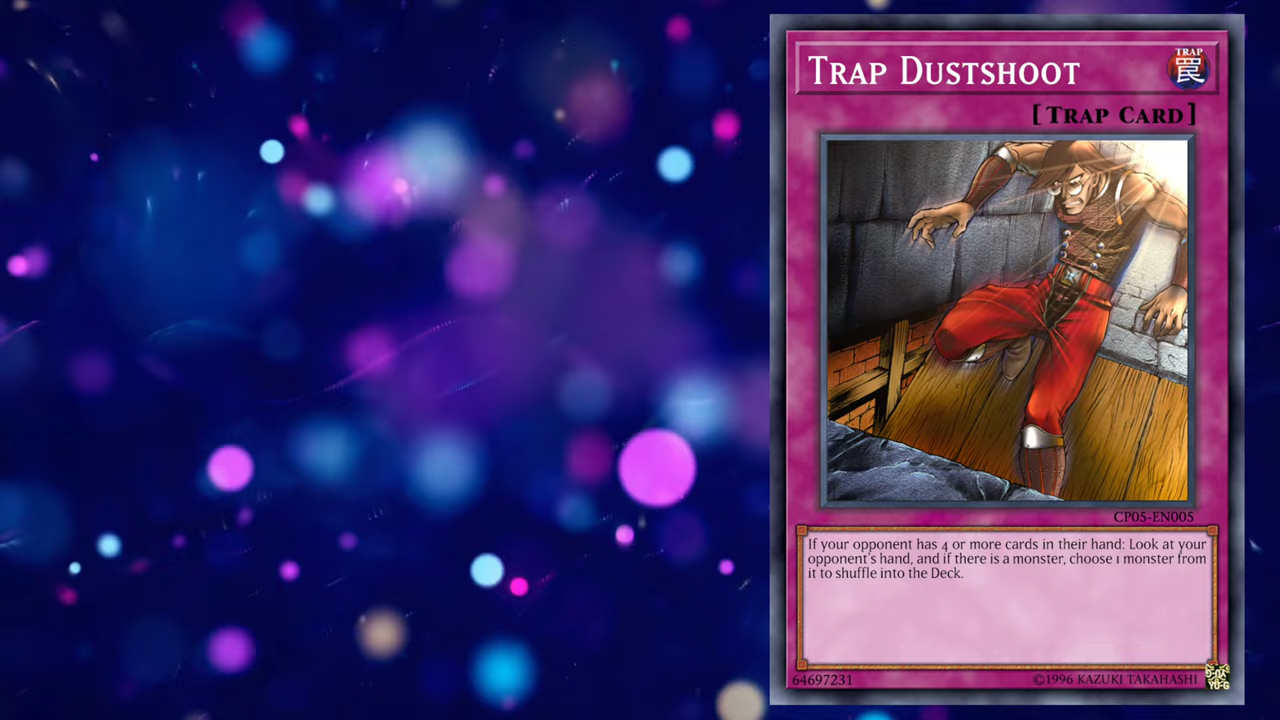 TRAP DUSTSHOOT
TRAP
罠
[TRAP CARD]
CP05-EN005
If your opponent has 4 or more cards in their hand: Look at your
opponent's hand, and if there is a monster, choose 1 monster from
it to shuffle into the Deck.
64697231
©1996 KAZUKI TAKAHASHI